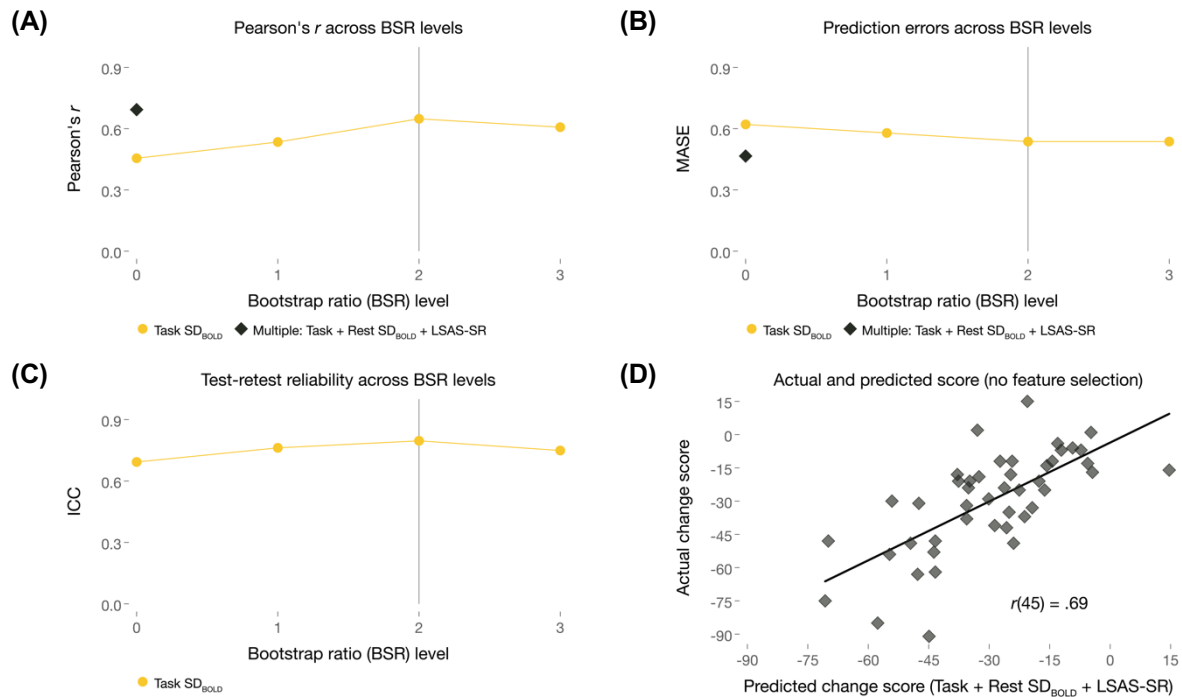 (A)
Pearson's r across BSR levels
Pearson's r
0.9
0.6
0.3
0.0
0 1 2 3
Bootstrap ratio (BSR) level
Task SD_BOLD Multiple: Task + Rest SD_BOLD + LSAS-SR
(B)
Prediction errors across BSR levels
MASE
0.9
0.6
0.3
0.0
0 1 2 3
Bootstrap ratio (BSR) level
Task SD_BOLD Multiple: Task + Rest SD_BOLD + LSAS-SR
(C)
Test-retest reliability across BSR levels
ICC
0.9
0.6
0.3
0.0
0 1 2 3
Bootstrap ratio (BSR) level
Task SD_BOLD
(D)
Actual and predicted score (no feature selection)
Actual change score
15
0
-15
-30
-45
-60
-75
-90
r(45) = .69
-90 -75 -60 -45 -30 -15 0 15
Predicted change score (Task + Rest SD_BOLD + LSAS-SR)